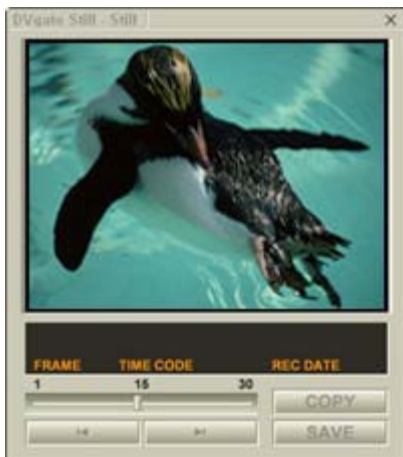 DVgate Still - Still
FRAME TIME CODE REC DATE
1 15 30
COPY
SAVE